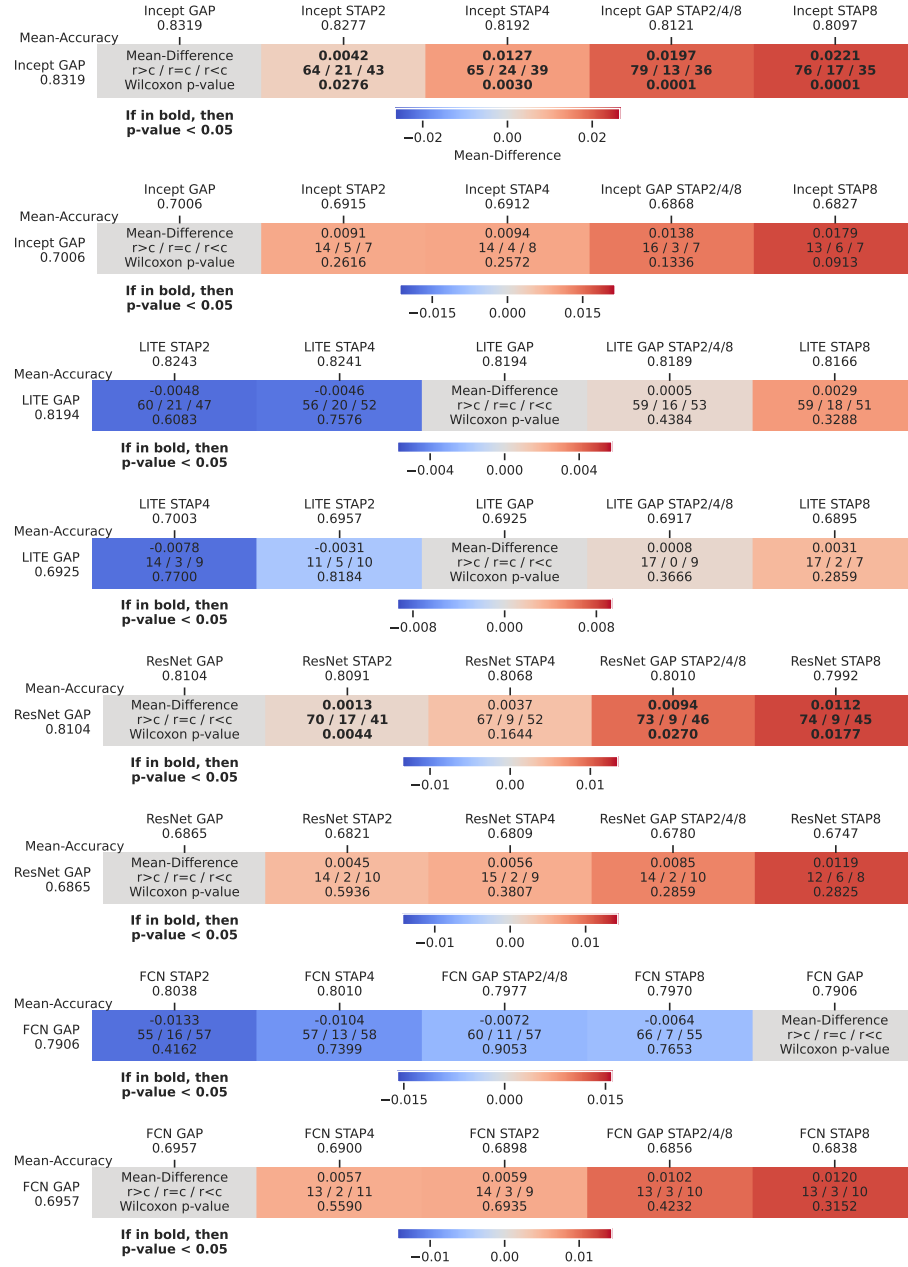 Incept GAP Incept STAP2 Incept STAP4 Incept GAP STAP2/4/8 Incept STAP8
0.8319 0.8277 0.8192 0.8121 0.8097
Mean-Accuracy
Mean-Difference 0.0042 0.0127 0.0197 0.0221
Incept GAP r>c / r=c / r<c 64 / 21 / 43 65 / 24 / 39 79 / 13 / 36 76 / 17 / 35
0.8319 Wilcoxon p-value 0.0276 0.0030 0.0001 0.0001
If in bold, then
p-value < 0.05
−0.02 0.00 0.02
Mean-Difference
Incept GAP Incept STAP2 Incept STAP4 Incept GAP STAP2/4/8 Incept STAP8
0.7006 0.6915 0.6912 0.6868 0.6827
Mean-Accuracy
Mean-Difference 0.0091 0.0094 0.0138 0.0179
Incept GAP r>c / r=c / r<c 14 / 5 / 7 14 / 4 / 8 16 / 3 / 7 13 / 6 / 7
0.7006 Wilcoxon p-value 0.2616 0.2572 0.1336 0.0913
If in bold, then
p-value < 0.05
−0.015 0.000 0.015
LITE STAP2 LITE STAP4 LITE GAP LITE GAP STAP2/4/8 LITE STAP8
0.8243 0.8241 0.8194 0.8189 0.8166
Mean-Accuracy
-0.0048 -0.0046 Mean-Difference 0.0005 0.0029
LITE GAP 60 / 21 / 47 56 / 20 / 52 r>c / r=c / r<c 59 / 16 / 53 59 / 18 / 51
0.8194 0.6083 0.7576 Wilcoxon p-value 0.4384 0.3288
If in bold, then
p-value < 0.05
−0.004 0.000 0.004
LITE STAP4 LITE STAP2 LITE GAP LITE GAP STAP2/4/8 LITE STAP8
0.7003 0.6957 0.6925 0.6917 0.6895
Mean-Accuracy
-0.0078 -0.0031 Mean-Difference 0.0008 0.0031
LITE GAP 14 / 3 / 9 11 / 5 / 10 r>c / r=c / r<c 17 / 0 / 9 17 / 2 / 7
0.6925 0.7700 0.8184 Wilcoxon p-value 0.3666 0.2859
If in bold, then
p-value < 0.05
−0.008 0.000 0.008
ResNet GAP ResNet STAP2 ResNet STAP4 ResNet GAP STAP2/4/8 ResNet STAP8
0.8104 0.8091 0.8068 0.8010 0.7992
Mean-Accuracy
Mean-Difference 0.0013 0.0037 0.0094 0.0112
ResNet GAP r>c / r=c / r<c 70 / 17 / 41 67 / 9 / 52 73 / 9 / 46 74 / 9 / 45
0.8104 Wilcoxon p-value 0.0044 0.1644 0.0270 0.0177
If in bold, then
p-value < 0.05
−0.01 0.00 0.01
ResNet GAP ResNet STAP2 ResNet STAP4 ResNet GAP STAP2/4/8 ResNet STAP8
0.6865 0.6821 0.6809 0.6780 0.6747
Mean-Accuracy
Mean-Difference 0.0045 0.0056 0.0085 0.0119
ResNet GAP r>c / r=c / r<c 14 / 2 / 10 15 / 2 / 9 14 / 2 / 10 12 / 6 / 8
0.6865 Wilcoxon p-value 0.5936 0.3807 0.2859 0.2825
If in bold, then
p-value < 0.05
−0.01 0.00 0.01
FCN STAP2 FCN STAP4 FCN GAP STAP2/4/8 FCN STAP8 FCN GAP
0.8038 0.8010 0.7977 0.7970 0.7906
Mean-Accuracy
-0.0133 -0.0104 -0.0072 -0.0064 Mean-Difference
FCN GAP 55 / 16 / 57 57 / 13 / 58 60 / 11 / 57 66 / 7 / 55 r>c / r=c / r<c
0.7906 0.4162 0.7399 0.9053 0.7653 Wilcoxon p-value
If in bold, then
p-value < 0.05
−0.015 0.000 0.015
FCN GAP FCN STAP4 FCN STAP2 FCN GAP STAP2/4/8 FCN STAP8
0.6957 0.6900 0.6898 0.6856 0.6838
Mean-Accuracy
Mean-Difference 0.0057 0.0059 0.0102 0.0120
FCN GAP r>c / r=c / r<c 13 / 2 / 11 14 / 3 / 9 13 / 3 / 10 13 / 3 / 10
0.6957 Wilcoxon p-value 0.5590 0.6935 0.4232 0.3152
If in bold, then
p-value < 0.05
−0.01 0.00 0.01